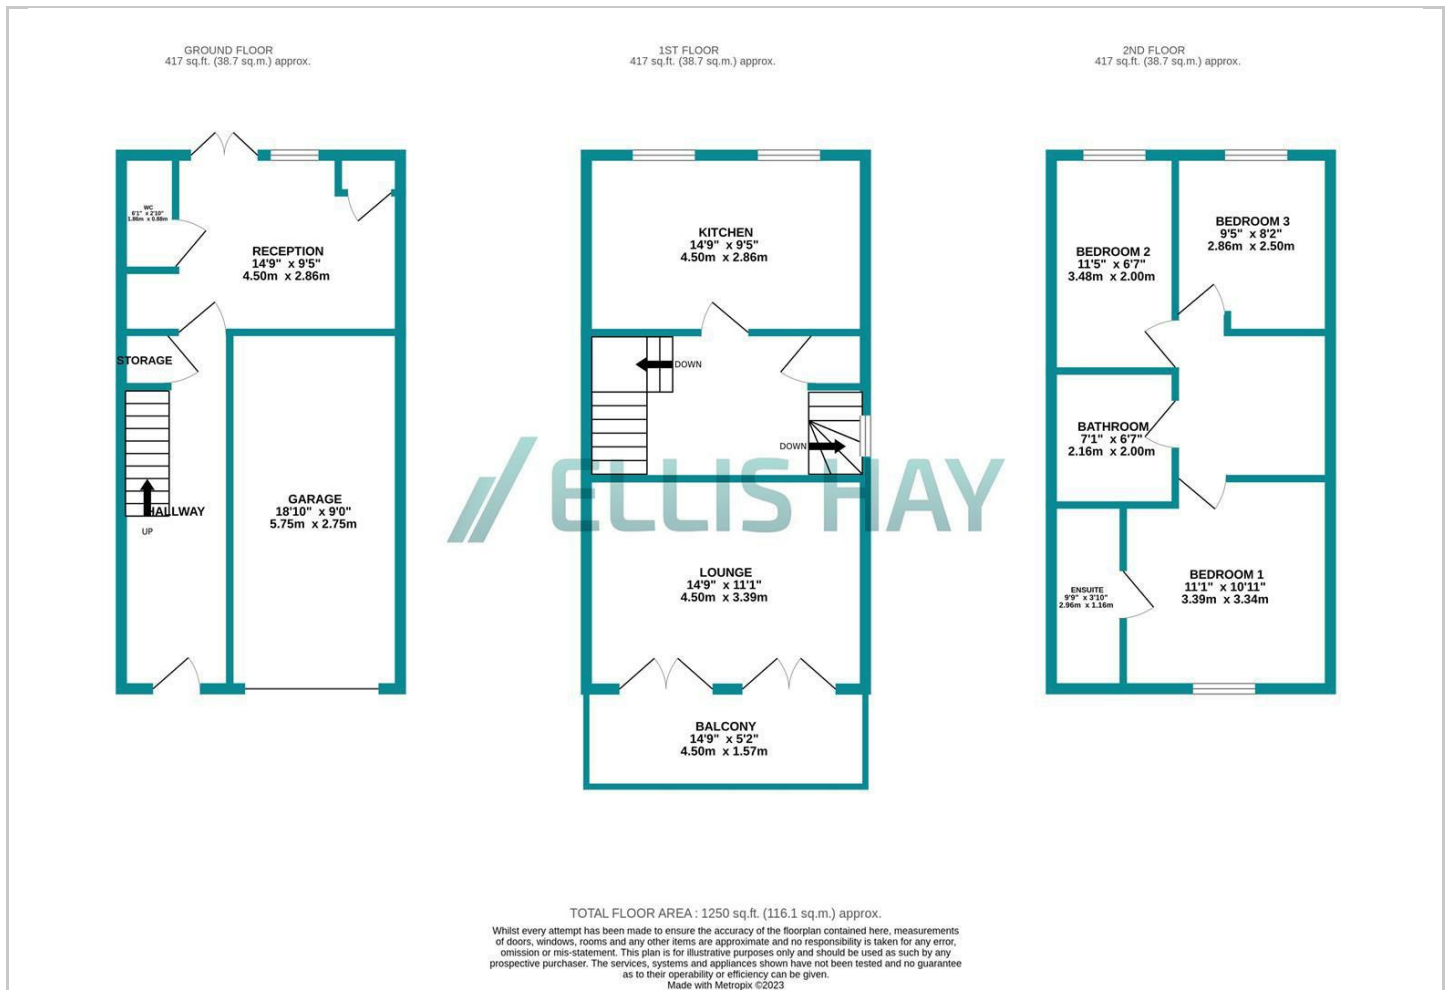 GROUND FLOOR
417 sq.ft. (38.7 sq.m.) approx.
1ST FLOOR
417 sq.ft. (38.7 sq.m.) approx.
2ND FLOOR
417 sq.ft. (38.7 sq.m.) approx.
WC
6'1" x 2'10"
1.86m x 0.88m
RECEPTION
14'9" x 9'5"
4.50m x 2.86m
STORAGE
HALLWAY
UP
GARAGE
18'10" x 9'0"
5.75m x 2.75m
KITCHEN
14'9" x 9'5"
4.50m x 2.86m
DOWN
DOWN
ELLIS HAY
LOUNGE
14'9" x 11'1"
4.50m x 3.39m
BALCONY
14'9" x 5'2"
4.50m x 1.57m
BEDROOM 2
11'5" x 6'7"
3.48m x 2.00m
BEDROOM 3
9'5" x 8'2"
2.86m x 2.50m
BATHROOM
7'1" x 6'7"
2.16m x 2.00m
ENSUITE
9'9" x 3'10"
2.96m x 1.16m
BEDROOM 1
11'1" x 10'11"
3.39m x 3.34m
TOTAL FLOOR AREA : 1250 sq.ft. (116.1 sq.m.) approx.
Whilst every attempt has been made to ensure the accuracy of the floorplan contained here, measurements
of doors, windows, rooms and any other items are approximate and no responsibility is taken for any error,
omission or mis-statement. This plan is for illustrative purposes only and should be used as such by any
prospective purchaser. The services, systems and appliances shown have not been tested and no guarantee
as to their operability or efficiency can be given.
Made with Metropix ©2023